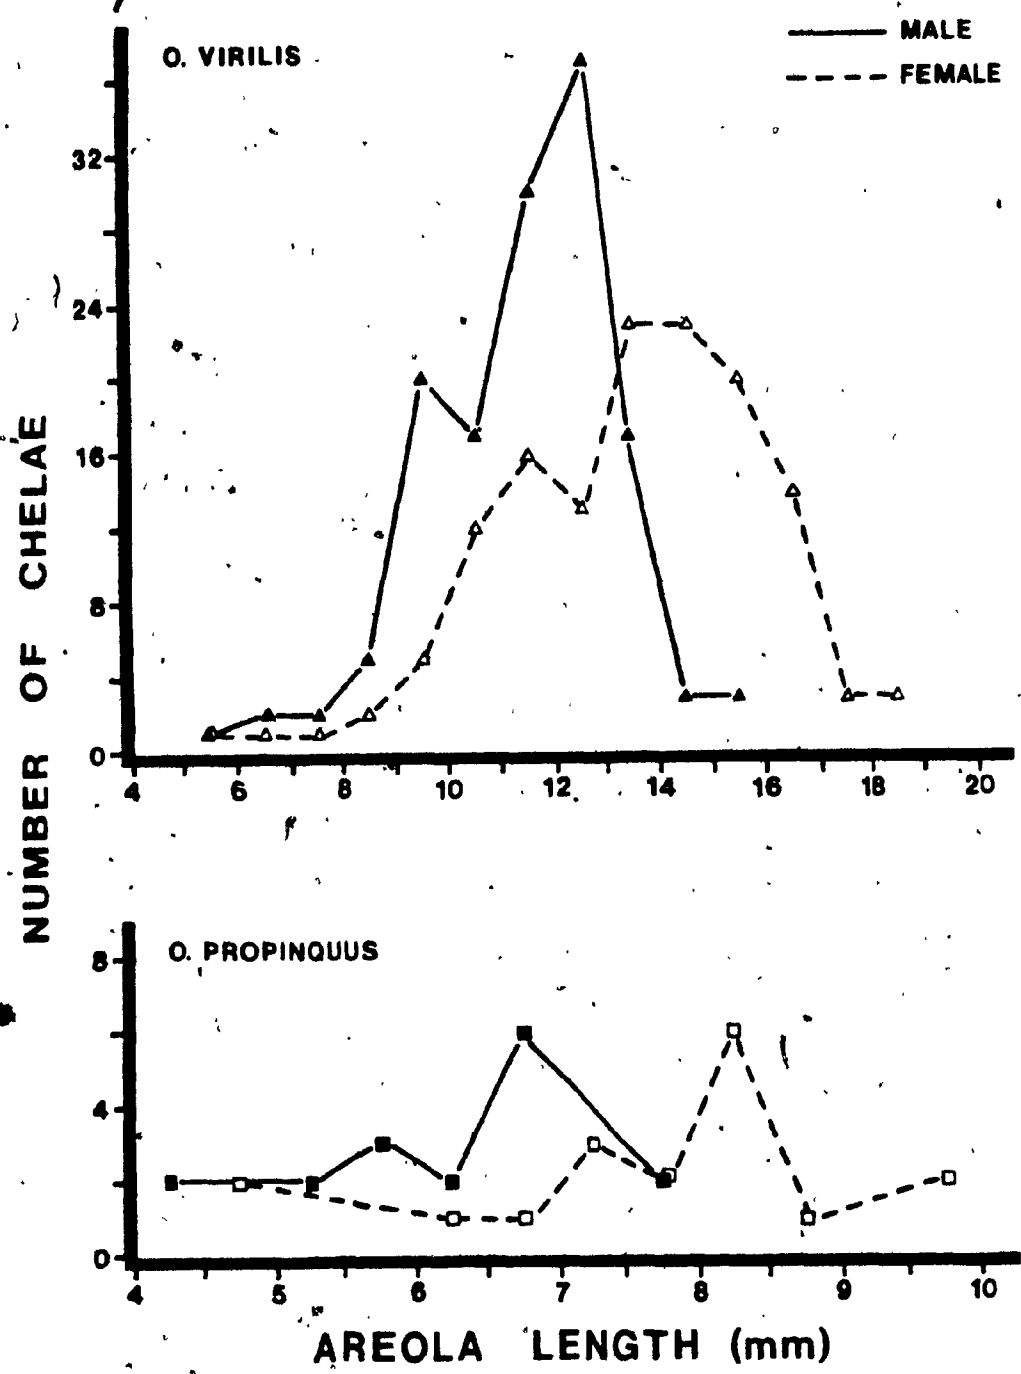 MALE
FEMALE
O. VIRILIS
32
24
16
8
0
4 6 8 10 12 14 16 18 20
NUMBER OF CHELAE
O. PROPINQUUS
8
4
0
4 5 6 7 8 9 10
AREOLA LENGTH (mm)